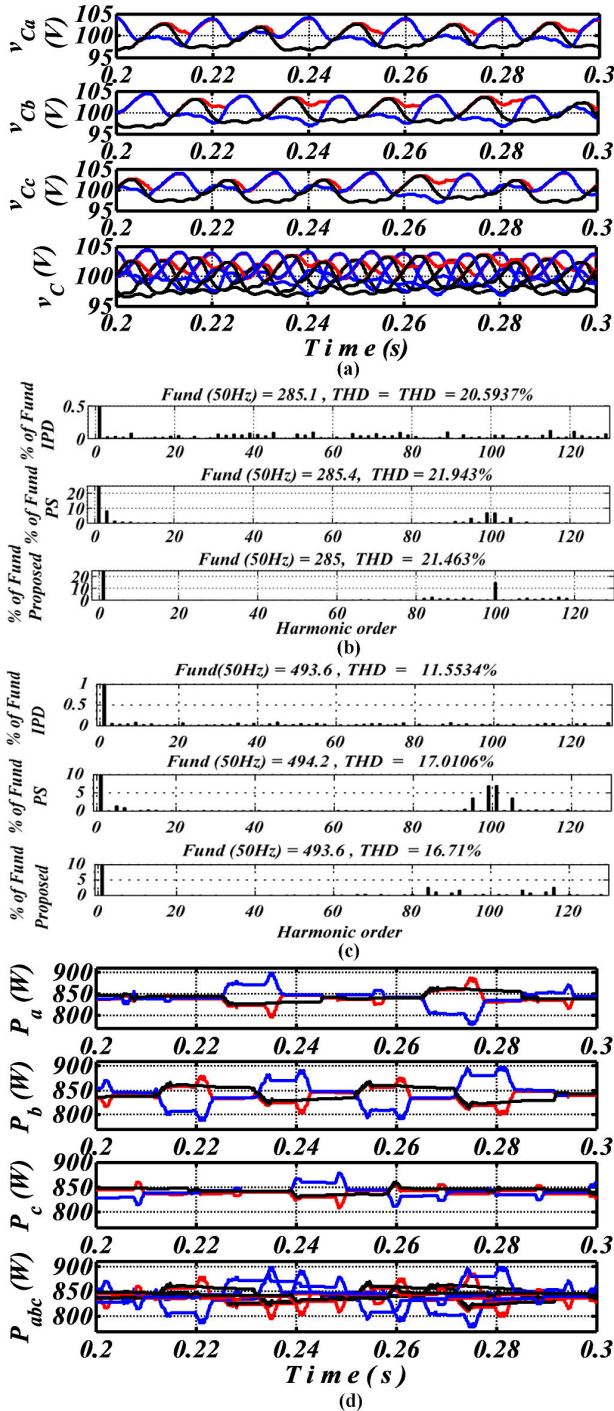 v_Ca (V)
105
100
95
0.2 0.22 0.24 0.26 0.28 0.3
v_Cb (V)
105
100
95
0.2 0.22 0.24 0.26 0.28 0.3
v_Cc (V)
105
100
95
0.2 0.22 0.24 0.26 0.28 0.3
v_C (V)
105
100
95
0.2 0.22 0.24 0.26 0.28 0.3
Time(s)
(a)
Fund (50Hz) = 285.1 , THD = THD = 20.5937%
% of Fund
IPD
0.5
0
0 20 40 60 80 100 120
Fund (50Hz) = 285.4, THD = 21.943%
% of Fund
PS
20
10
0
0 20 40 60 80 100 120
Fund (50Hz) = 285, THD = 21.463%
% of Fund
Proposed
20
10
0
0 20 40 60 80 100 120
Harmonic order
(b)
Fund(50Hz) = 493.6 , THD = 11.5534%
% of Fund
IPD
1
0.5
0
0 20 40 60 80 100 120
Fund (50Hz) = 494.2 , THD = 17.0106%
% of Fund
PS
10
5
0
0 20 40 60 80 100 120
Fund (50Hz) = 493.6 , THD = 16.71%
% of Fund
Proposed
10
5
0
0 20 40 60 80 100 120
Harmonic order
(c)
P_a (W)
900
850
800
0.2 0.22 0.24 0.26 0.28 0.3
P_b (W)
900
850
800
0.2 0.22 0.24 0.26 0.28 0.3
P_c (W)
900
850
800
0.2 0.22 0.24 0.26 0.28 0.3
P_abc (W)
900
850
800
0.2 0.22 0.24 0.26 0.28 0.3
Time(s)
(d)